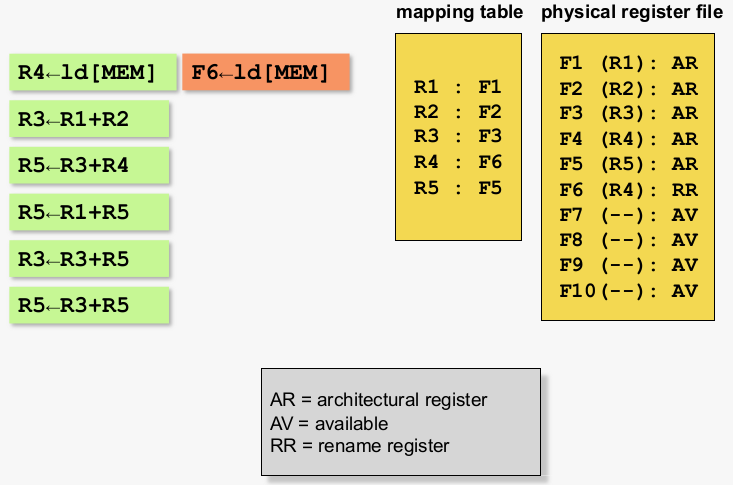 mapping table physical register file
R4←ld[MEM] F6←ld[MEM]
R3←R1+R2
R5←R3+R4
R5←R1+R5
R3←R3+R5
R5←R3+R5
R1 : F1
R2 : F2
R3 : F3
R4 : F6
R5 : F5
F1 (R1): AR
F2 (R2): AR
F3 (R3): AR
F4 (R4): AR
F5 (R5): AR
F6 (R4): RR
F7 (--): AV
F8 (--): AV
F9 (--): AV
F10(--): AV
AR = architectural register
AV = available
RR = rename register